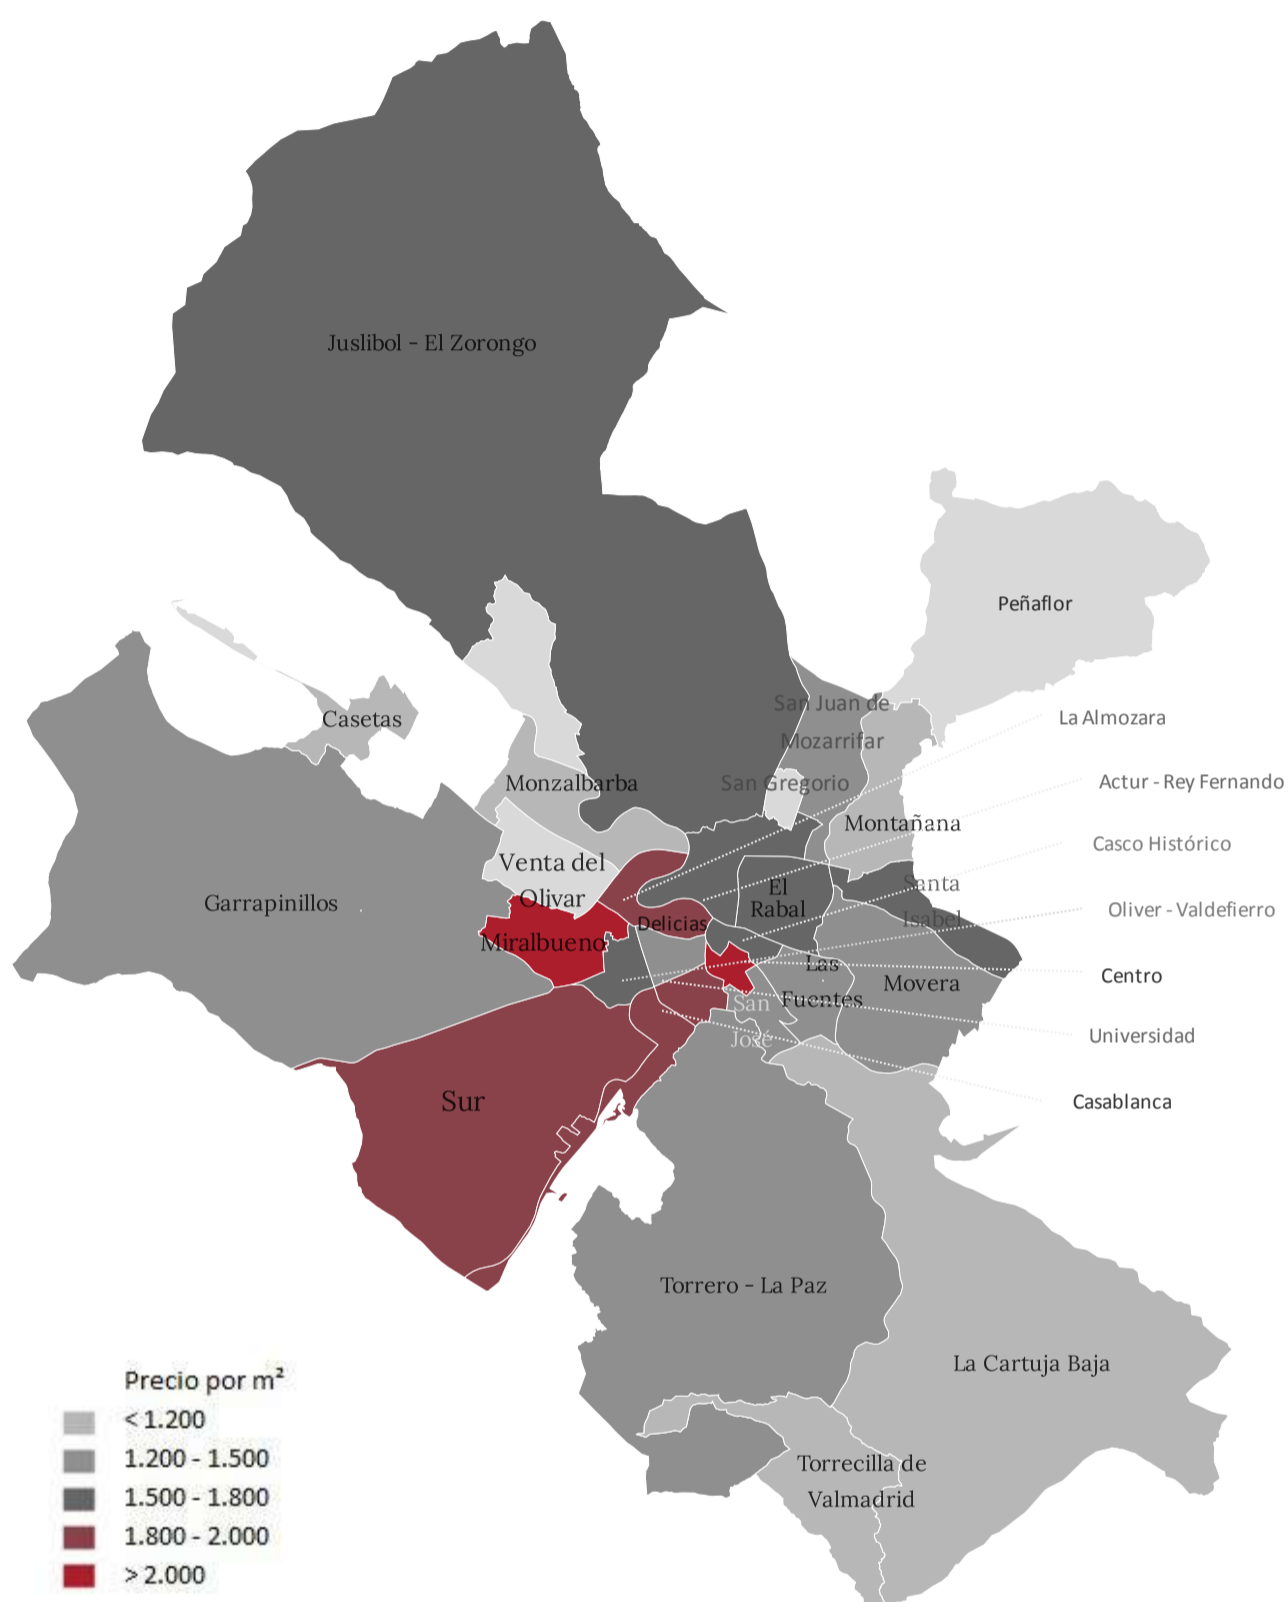 Juslibol - El Zorongo
Peñaflor
San Juan de
Mozarrifar
La Almozara
Casetas
Monzalbarba
San Gregorio
Actur - Rey Fernando
Montañana
Casco Histórico
Venta del
Olivar
Santa
Isabel
El
Rabal
Garrapinillos
Oliver - Valdefierro
Delicias
Miralbueno
Las
Fuentes
Movera
Centro
San
José
Universidad
Sur
Casablanca
Torrero - La Paz
La Cartuja Baja
Torrecilla de
Valmadrid
Precio por m²
< 1.200
1.200 - 1.500
1.500 - 1.800
1.800 - 2.000
> 2.000